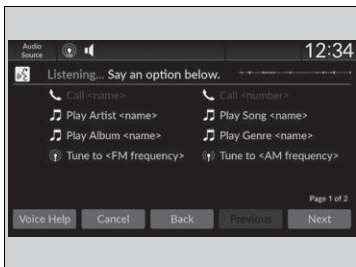 Audio Source 12:34
Listening... Say an option below.
Call <name> Call <number>
Play Artist <name> Play Song <name>
Play Album <name> Play Genre <name>
Tune to <FM frequency> Tune to <AM frequency>
Page 1 of 2
Voice Help Cancel Back Previous Next